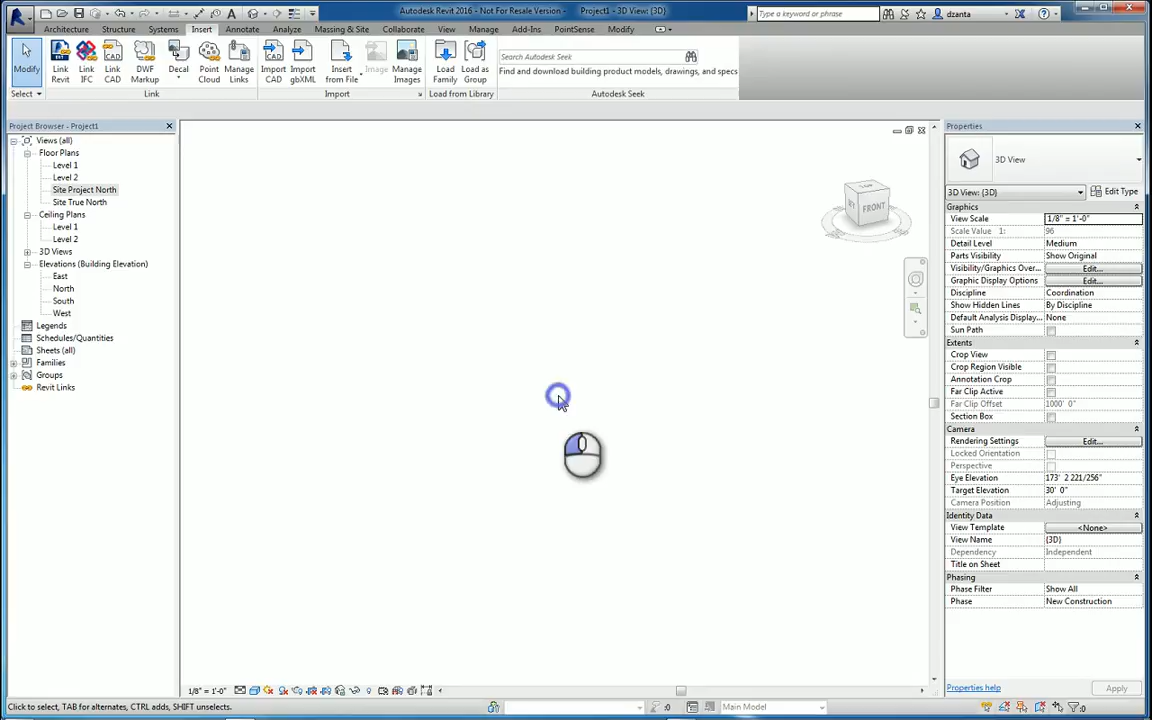 Autodesk Revit 2016 - Not For Resale Version - Project1 - 3D View: {3D}
Type a keyword or phrase
dzanta
Architecture Structure Systems Insert Annotate Analyze Massing & Site Collaborate View Manage Add-Ins PointSense Modify
Modify
Link Revit
Link IFC
Link CAD
DWF Markup
Decal
Point Cloud
Manage Links
Import CAD
Import gbXML
Insert from File
Image
Manage Images
Load Family
Load as Group
Autodesk Seek
Find and download building product models, drawings, and specs
Select
Link
Import
Load from Library
Autodesk Seek
Project Browser - Project1
Views (all)
Floor Plans
Level 1
Level 2
Site Project North
Site True North
Ceiling Plans
Level 1
Level 2
3D Views
Elevations (Building Elevation)
East
North
South
West
Legends
Schedules/Quantities
Sheets (all)
Families
Groups
Revit Links
FRONT
Properties
3D View
3D View: {3D}
Edit Type
Graphics
View Scale 1/8" = 1'-0"
Scale Value 1: 96
Detail Level Medium
Parts Visibility Show Original
Visibility/Graphics Over... Edit...
Graphic Display Options Edit...
Discipline Coordination
Show Hidden Lines By Discipline
Default Analysis Display... None
Sun Path
Extents
Crop View
Crop Region Visible
Annotation Crop
Far Clip Active
Far Clip Offset 1000' 0"
Section Box
Camera
Rendering Settings Edit...
Locked Orientation
Perspective
Eye Elevation 173' 2 221/256"
Target Elevation 30' 0"
Camera Position Adjusting
Identity Data
View Template <None>
View Name {3D}
Dependency Independent
Title on Sheet
Phasing
Phase Filter Show All
Phase New Construction
Properties help
Apply
1/8" = 1'-0"
Click to select, TAB for alternates, CTRL adds, SHIFT unselects.
:0
Main Model
:0